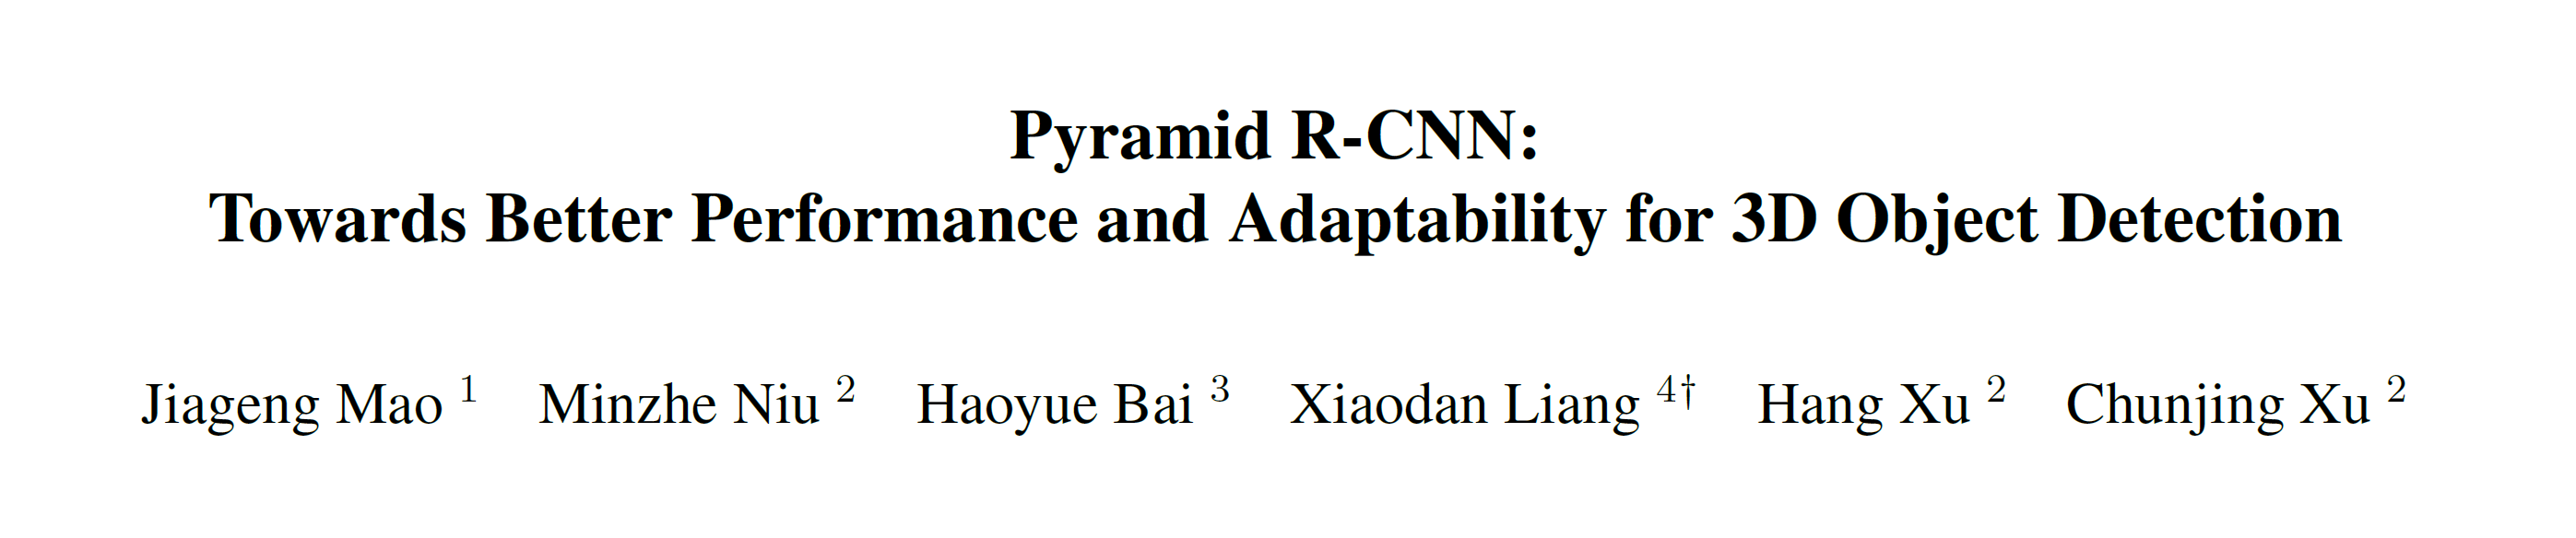 Pyramid R-CNN:
Towards Better Performance and Adaptability for 3D Object Detection
Jiageng Mao 1 Minzhe Niu 2 Haoyue Bai 3 Xiaodan Liang 4† Hang Xu 2 Chunjing Xu 2